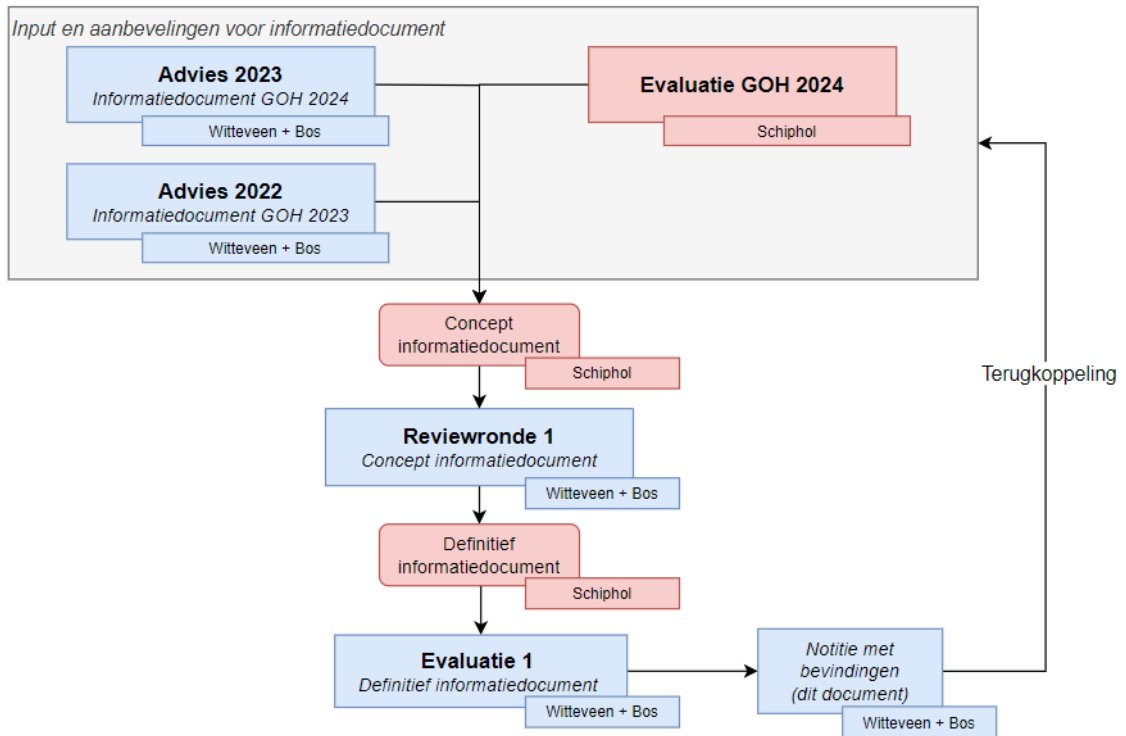 Input en aanbevelingen voor informatiedocument
Advies 2023
Informatiedocument GOH 2024
Witteveen + Bos
Evaluatie GOH 2024
Schiphol
Advies 2022
Informatiedocument GOH 2023
Witteveen + Bos
Concept
informatiedocument
Schiphol
Terugkoppeling
Reviewronde 1
Concept informatiedocument
Witteveen + Bos
Definitief
informatiedocument
Schiphol
Evaluatie 1
Definitief informatiedocument
Witteveen + Bos
Notitie met
bevindingen
(dit document)
Witteveen + Bos